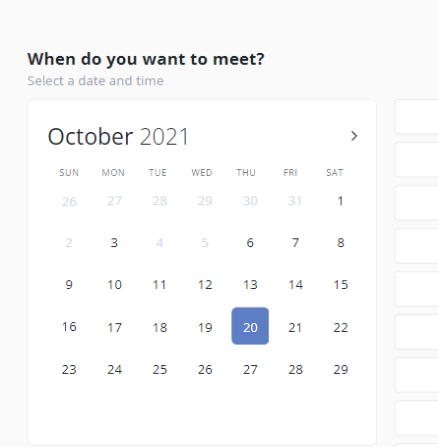 When do you want to meet?
Select a date and time
October 2021
SUN MON TUE WED THU FRI SAT
26 27 28 29 30 31 1
2 3 4 5 6 7 8
9 10 11 12 13 14 15
16 17 18 19 20 21 22
23 24 25 26 27 28 29